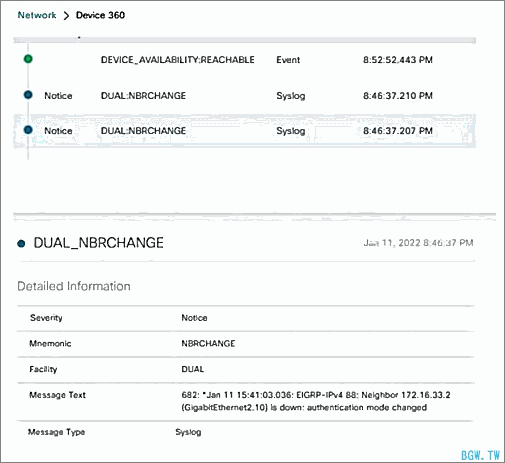 Network > Device 360
DEVICE_AVAILABILITY:REACHABLE Event 8:52:52.443 PM
Notice DUAL:NBRCHANGE Syslog 8:46:37.210 PM
Notice DUAL:NBRCHANGE Syslog 8:46:37.207 PM
DUAL_NBRCHANGE Jan 11, 2022 8:46:37 PM
Detailed Information
Severity Notice
Mnemonic NBRCHANGE
Facility DUAL
Message Text 682: *Jan 11 15:41:03.036: EIGRP-IPv4 88: Neighbor 172.16.33.2
(GigabitEthernet2.10) is down: authentication mode changed
Message Type Syslog
BGW.TW